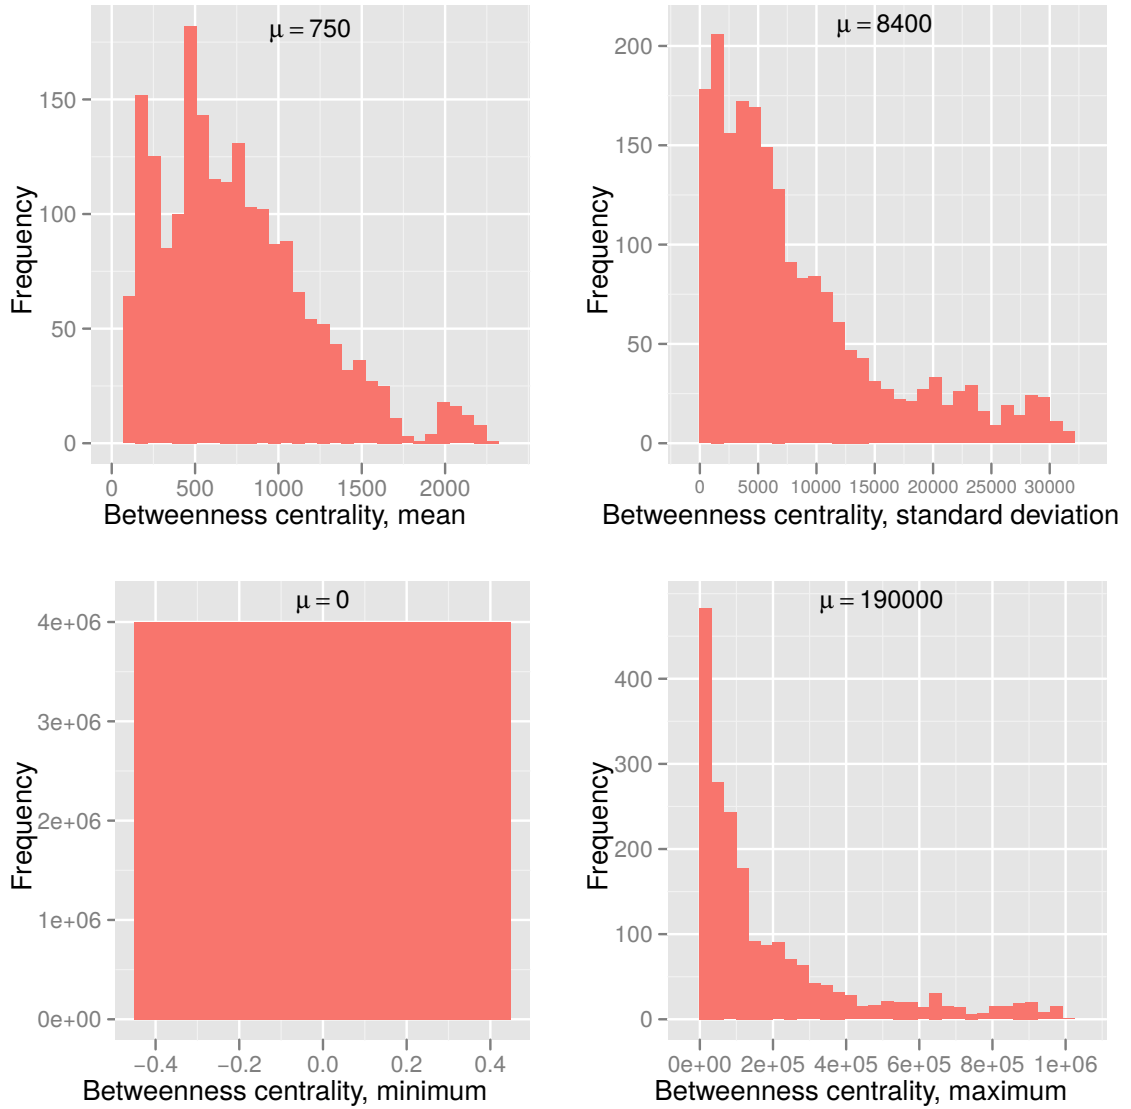 μ = 750
150
100
50
0
Frequency
0 500 1000 1500 2000
Betweenness centrality, mean
μ = 8400
200
150
100
50
0
Frequency
0 5000 10000 15000 20000 25000 30000
Betweenness centrality, standard deviation
μ = 0
4e+06
3e+06
2e+06
1e+06
0e+00
Frequency
−0.4 −0.2 0.0 0.2 0.4
Betweenness centrality, minimum
μ = 190000
400
300
200
100
0
Frequency
0e+00 2e+05 4e+05 6e+05 8e+05 1e+06
Betweenness centrality, maximum